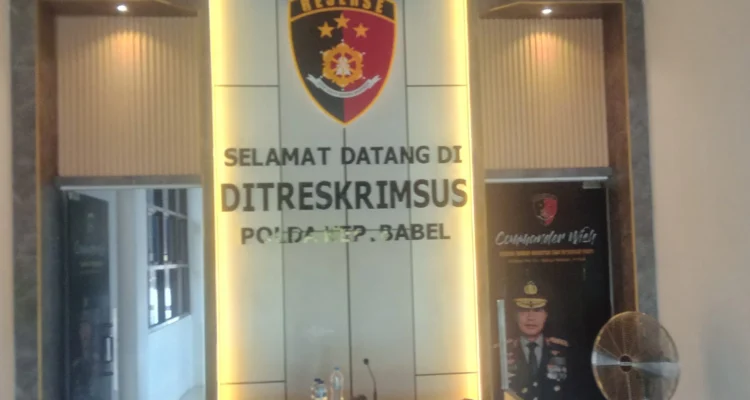 RESERSE
SELAMAT DATANG DI
DITRESKRIMSUS
POLDA KEP.BABEL
Commander Wish